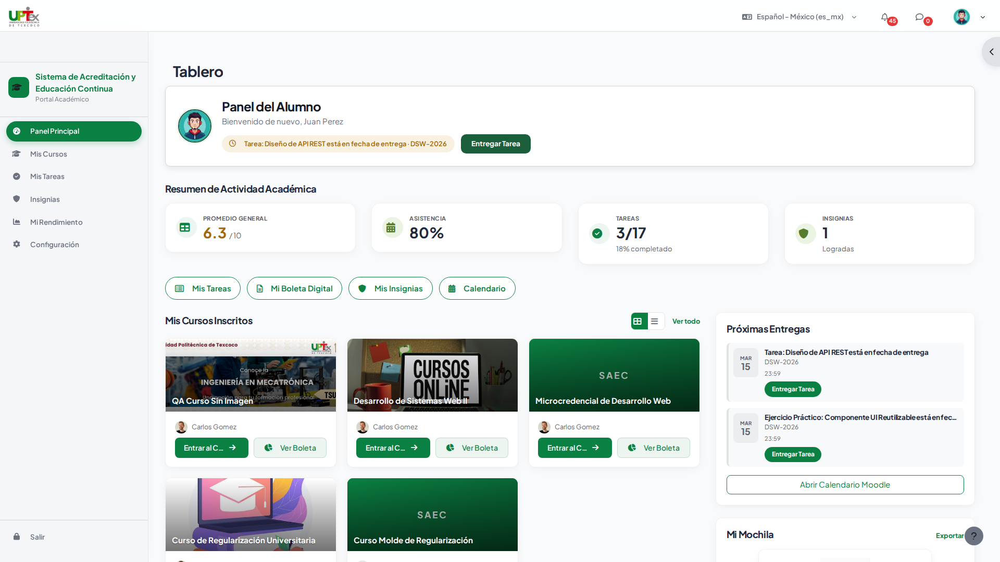 UPTex
UNIVERSIDAD POLITÉCNICA
DE TEXCOCO
Español - México (es_mx)
45
0
Sistema de Acreditación y
Educación Continua
Portal Académico
Panel Principal
Mis Cursos
Mis Tareas
Insignias
Mi Rendimiento
Configuración
Salir
Tablero
Panel del Alumno
Bienvenido de nuevo, Juan Perez
Tarea: Diseño de API REST está en fecha de entrega · DSW-2026
Entregar Tarea
Resumen de Actividad Académica
PROMEDIO GENERAL
6.3 / 10
ASISTENCIA
80%
TAREAS
3/17
18% completado
INSIGNIAS
1
Logradas
Mis Tareas
Mi Boleta Digital
Mis Insignias
Calendario
Mis Cursos Inscritos
Ver todo
idad Politécnica de Texcoco
UPTex
DE TEXCOCO
Conoce la
INGENIERÍA EN MECATRÓNICA
Una opción para tu formación profesional
TSU
QA Curso Sin Imagen
Carlos Gomez
Entrar al C...
Ver Boleta
CURSOS
ONLINE
Desarrollo de Sistemas Web II
Carlos Gomez
Entrar al C...
Ver Boleta
SAEC
Microcredencial de Desarrollo Web
Carlos Gomez
Entrar al C...
Ver Boleta
Curso de Regularización Universitaria
SAEC
Curso Molde de Regularización
Próximas Entregas
MAR
15
Tarea: Diseño de API REST está en fecha de entrega
DSW-2026
23:59
Entregar Tarea
MAR
15
Ejercicio Práctico: Componente UI Reutilizable está en fec...
DSW-2026
23:59
Entregar Tarea
Abrir Calendario Moodle
Mi Mochila
Exportar
?